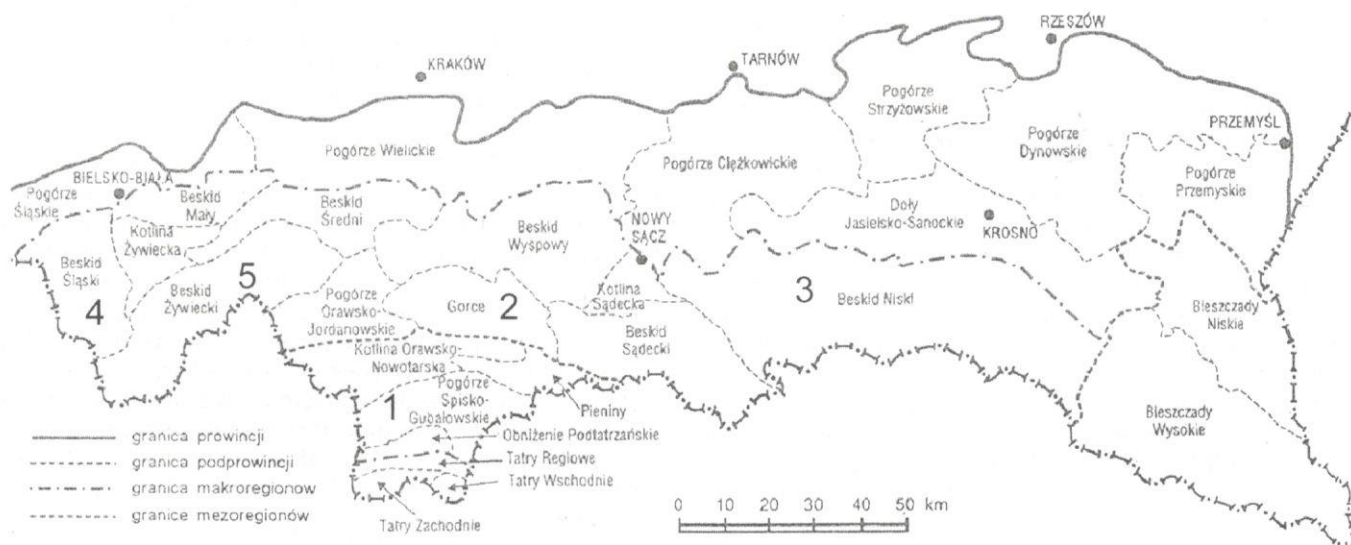 RZESZÓW
KRAKÓW
TARNÓW
Pogórze
Strzyżowskie
PRZEMYŚL
Pogórze Wielickie
Pogórze Ciężkowickie
Pogórze
Dynowskie
Pogórze
Przemyskie
BIELSKO-BIAŁA
Pogórze
Śląskie
Beskid
Mały
Beskid
Średni
Kotlina
Żywiecka
Beskid
Wyspowy
NOWY
SĄCZ
Doły
Jasielsko-Sanockie
KROSNO
Beskid
Śląski
4
5
Beskid
Żywiecki
Pogórze
Orawsko-
Jordanowskie
Gorce
2
Kotlina
Sądecka
3
Beskid Niski
Bieszczady
Niskie
Beskid
Sądecki
Kotlina Orawsko-
Nowotarska
1
Pogórze
Spisko-
Gubałowskie
Pieniny
Bieszczady
Wysokie
Obniżenie Podtatrzańskie
Tatry Reglowe
Tatry Wschodnie
Tatry Zachodnie
granica prowincji
granica podprowincji
granica makroregionów
granice mezoregionów
0 10 20 30 40 50 km